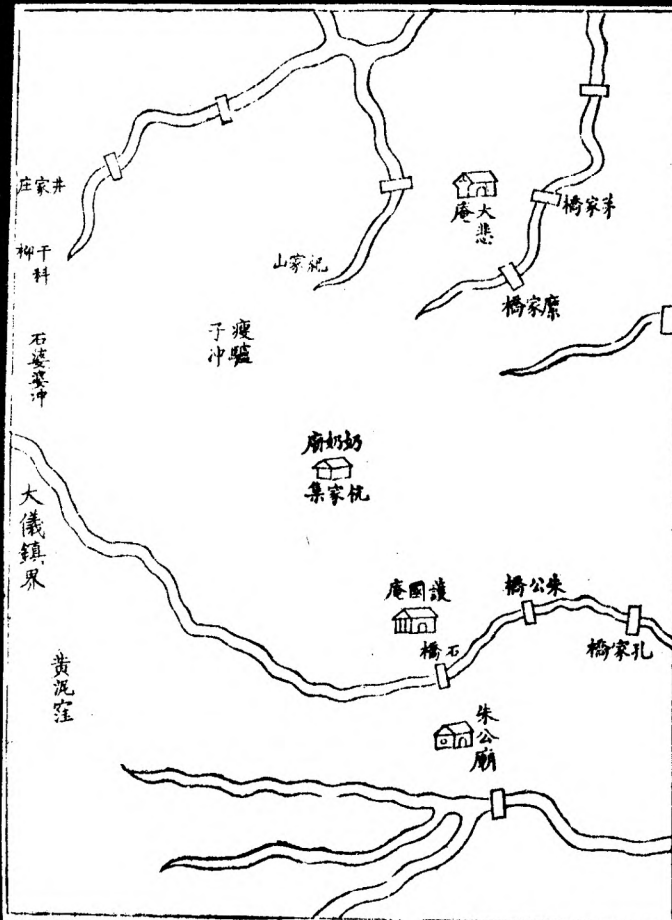 大悲
庵
茅家橋
井家庄
干科
柳
祝家山
糜家橋
瘦驢
子冲
石婆婆冲
奶奶廟
杭家集
大儀鎮界
護國庵
朱公橋
石橋
孔家橋
黄泥窪
朱公廟